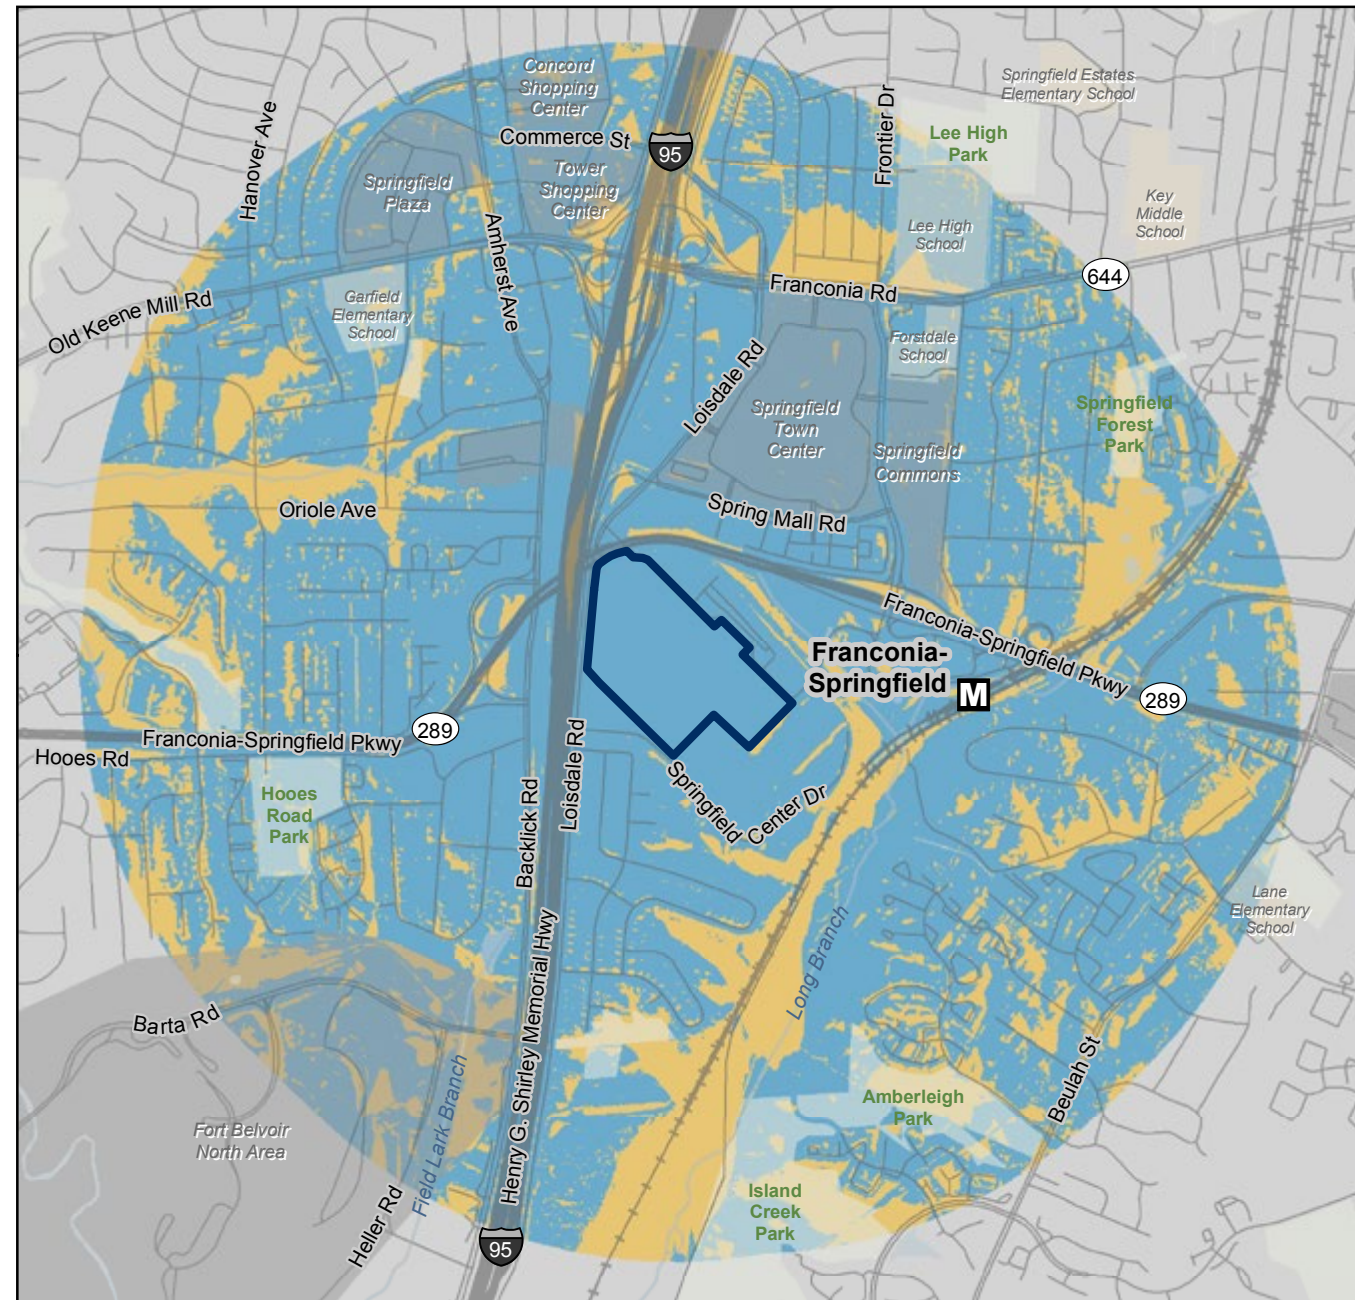 Concord
Shopping
Center
Springfield Estates
Elementary School
Hanover Ave
Commerce St
95
Frontier Dr
Lee High
Park
Springfield
Plaza
Tower
Shopping
Center
Key
Middle
School
Amherst Ave
Lee High
School
644
Franconia Rd
Old Keene Mill Rd
Garfield
Elementary
School
Forstdale
School
Loisdale Rd
Springfield
Town
Center
Springfield
Forest
Park
Springfield
Commons
Oriole Ave
Spring Mall Rd
Franconia-Springfield Pkwy
Franconia-
Springfield
M
289
289
Franconia-Springfield Pkwy
Hooes Rd
Loisdale Rd
Backlick Rd
Springfield
Center Dr
Hooes
Road
Park
Lane
Elementary
School
Henry G. Shirley Memorial Hwy
Long Branch
Barta Rd
Field Lark Branch
Beulah St
Amberleigh
Park
Fort Belvoir
North Area
Island
Creek
Park
Heller Rd
95